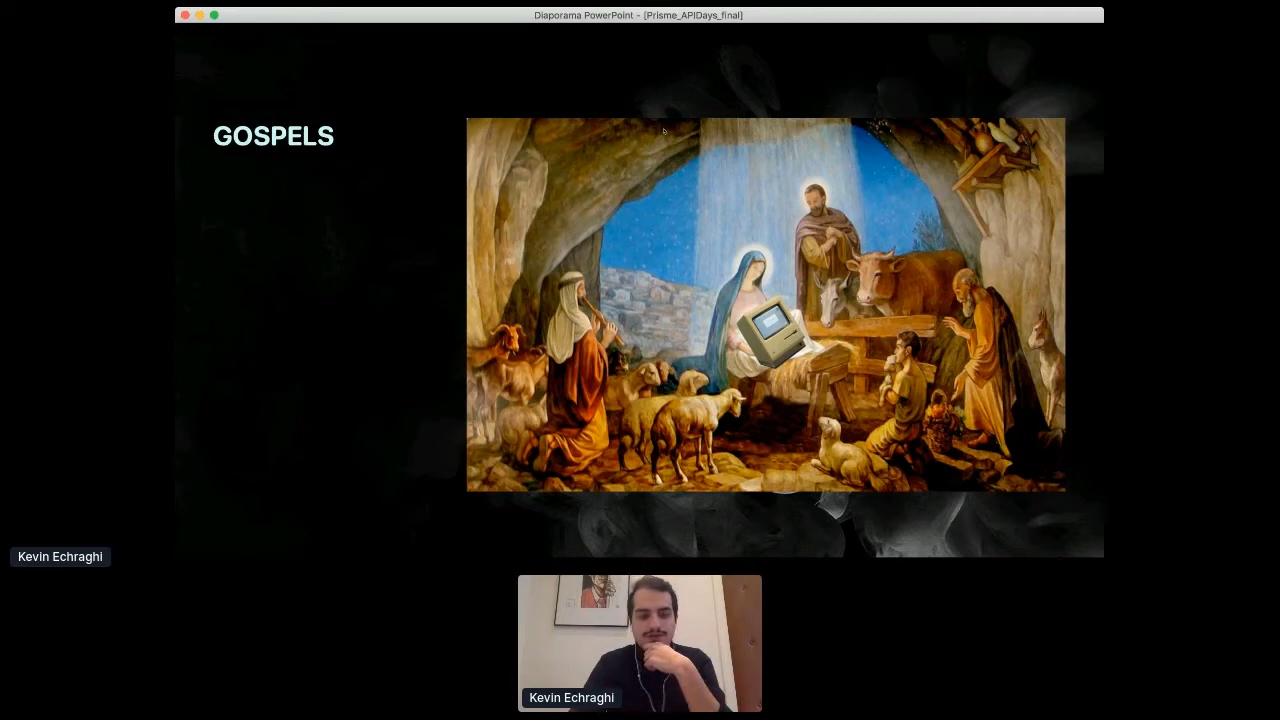 Diaporama PowerPoint - [Prisme_APIDays_final]
GOSPELS
Kevin Echraghi
Kevin Echraghi